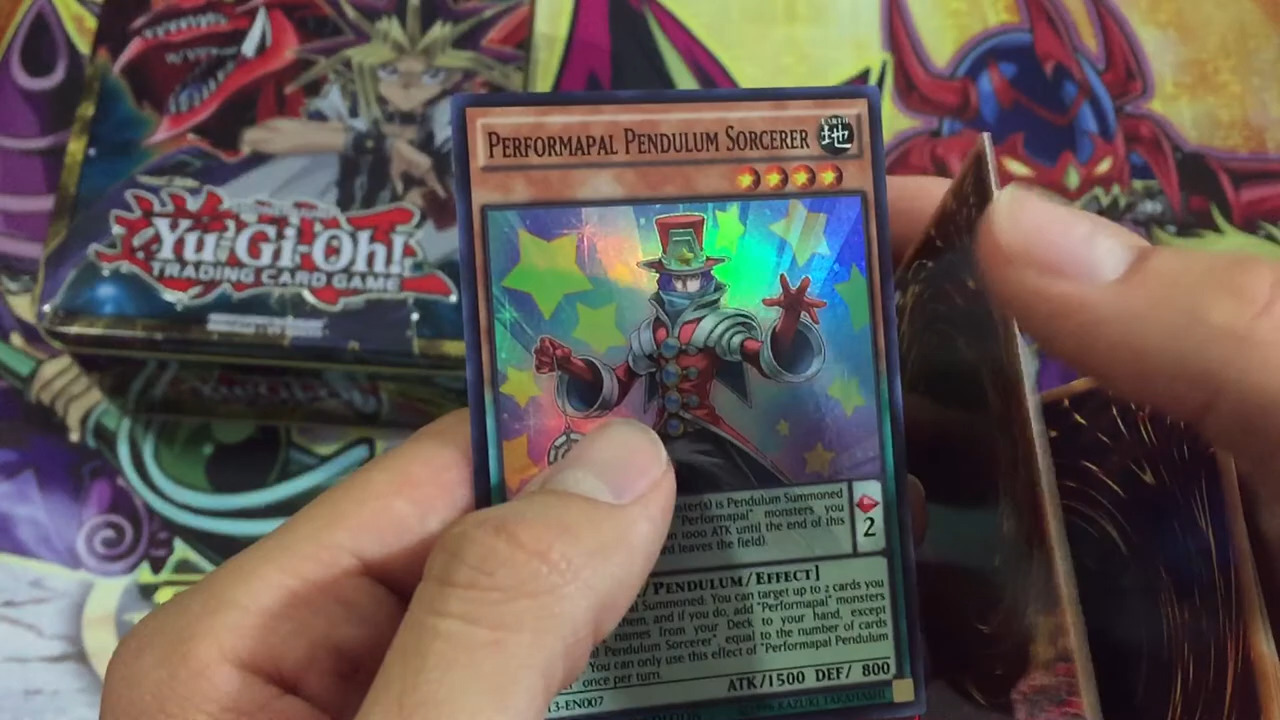 PERFORMAPAL PENDULUM SORCERER
EARTH
地
Yu-Gi-Oh!
TRADING CARD GAME
ster(s) is Pendulum Summoned
"Performapal" monsters you
n 1000 ATK until the end of this
rd leaves the field).
2
/PENDULUM/EFFECT]
l Summoned: You can target up to 2 cards you
hem, and if you do, add "Performapal" monsters
names from your Deck to your hand, except
al Pendulum Sorcerer" equal to the number of cards
You can only use this effect of "Performapal Pendulum
er" once per turn.
ATK/1500 DEF/ 800
13-EN007
©1996 KAZUKI TAKAHASHI